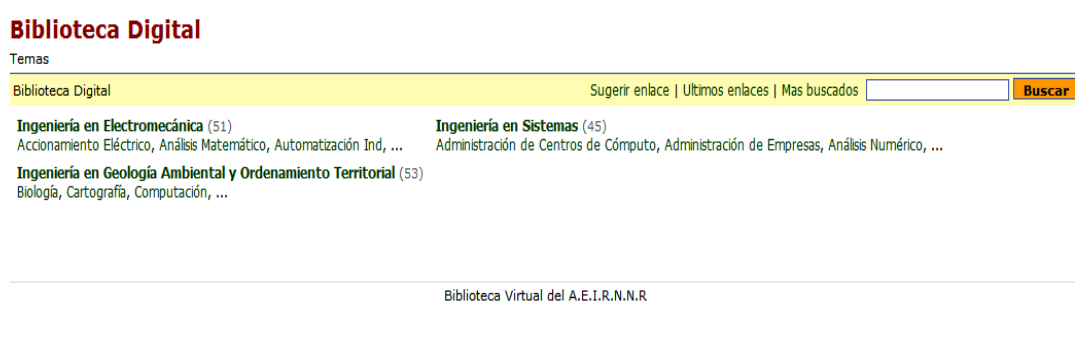 Biblioteca Digital
Temas
Biblioteca Digital
Sugerir enlace | Ultimos enlaces | Mas buscados
Buscar
Ingeniería en Electromecánica (51)
Accionamiento Eléctrico, Análisis Matemático, Automatización Ind, ...
Ingeniería en Sistemas (45)
Administración de Centros de Cómputo, Administración de Empresas, Análisis Numérico, ...
Ingeniería en Geología Ambiental y Ordenamiento Territorial (53)
Biología, Cartografía, Computación, ...
Biblioteca Virtual del A.E.I.R.N.N.R